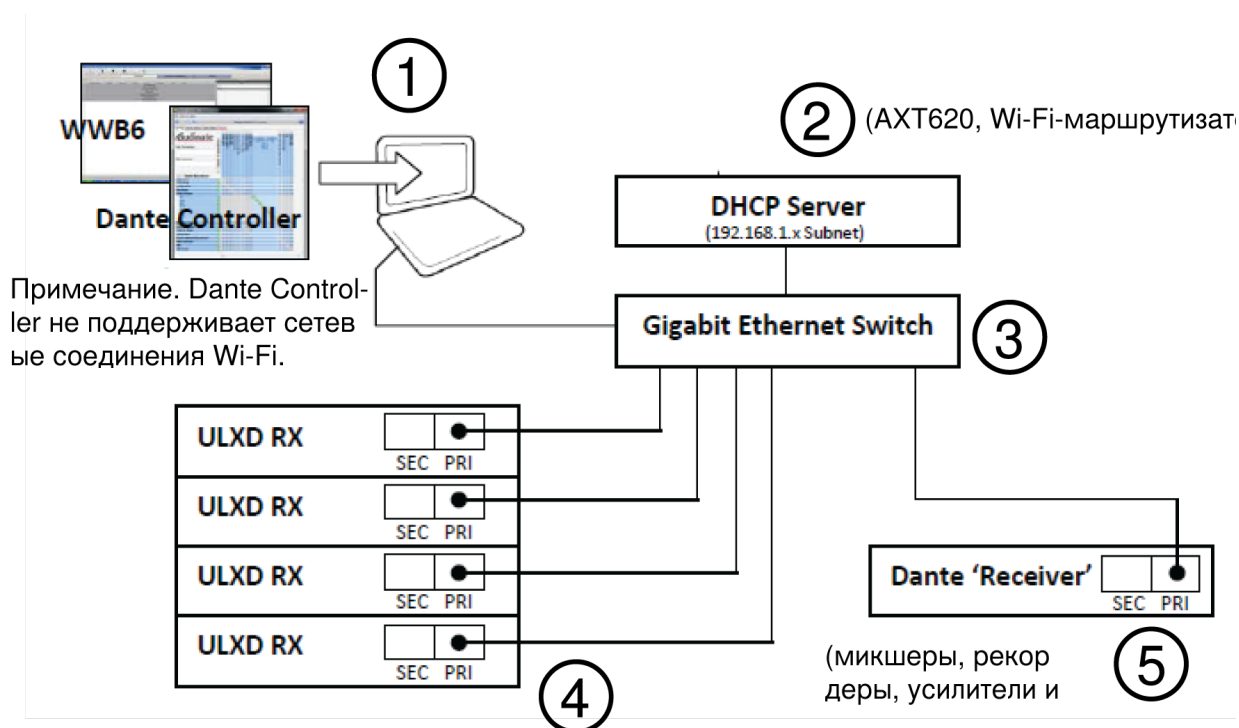 1
WWB6
Audinate
Dante Controller
Примечание. Dante Control-
ler не поддерживает сетев
ые соединения Wi-Fi.
2 (AXT620, Wi-Fi-маршрутизато
DHCP Server
(192.168.1.x Subnet)
Gigabit Ethernet Switch
3
ULXD RX
SEC PRI
ULXD RX
SEC PRI
ULXD RX
SEC PRI
ULXD RX
SEC PRI
4
Dante ‘Receiver’
SEC PRI
(микшеры, рекор
деры, усилители и
5